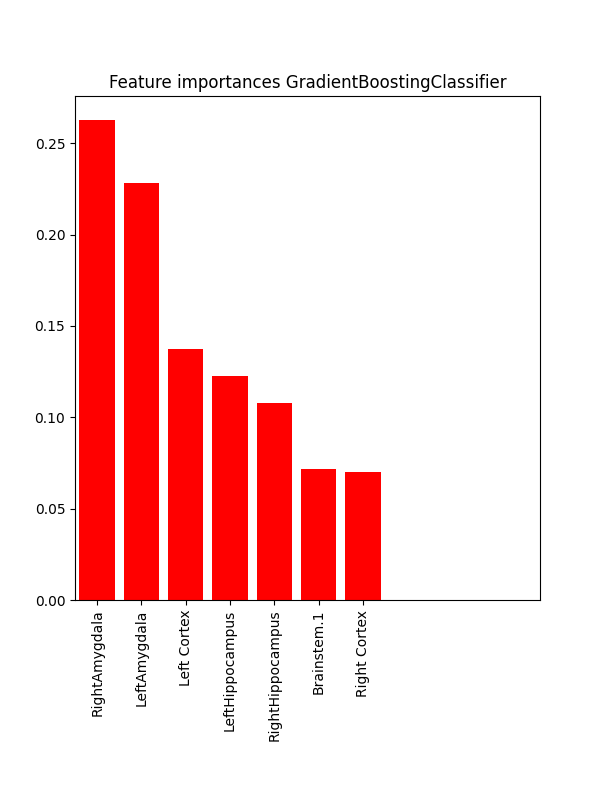 Feature importances GradientBoostingClassifier
0.25
0.20
0.15
0.10
0.05
0.00
RightAmygdala
LeftAmygdala
Left Cortex
LeftHippocampus
RightHippocampus
Brainstem.1
Right Cortex